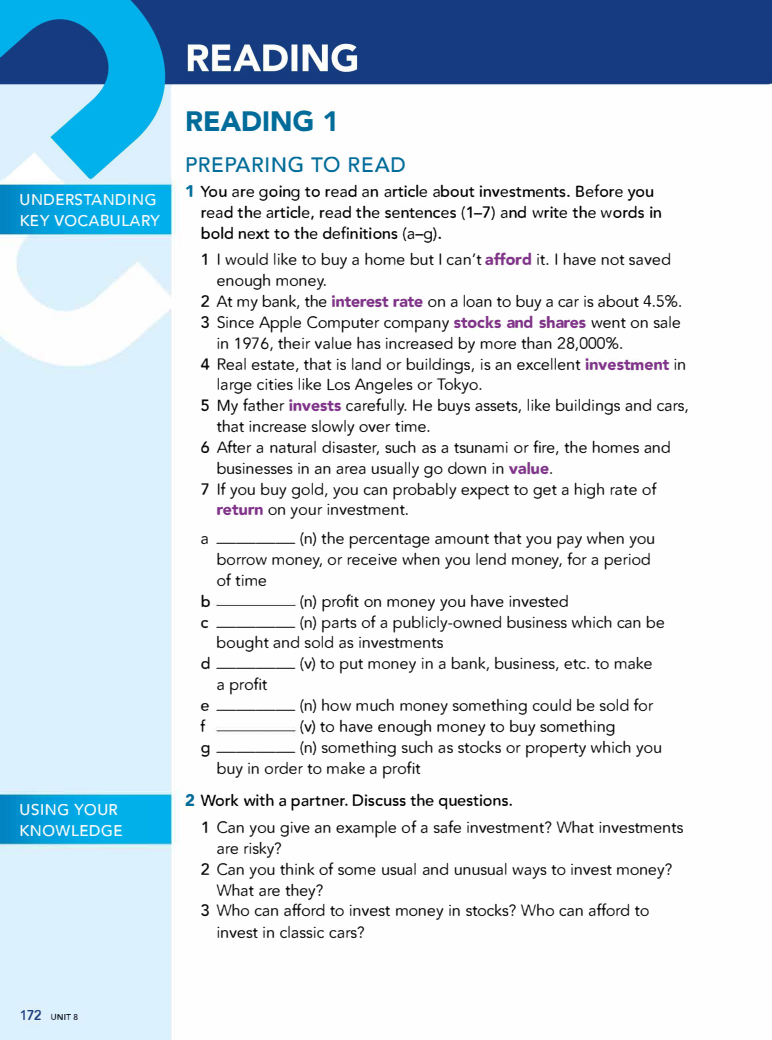 READING
READING 1
PREPARING TO READ
UNDERSTANDING
KEY VOCABULARY
1 You are going to read an article about investments. Before you
read the article, read the sentences (1–7) and write the words in
bold next to the definitions (a–g).
1 I would like to buy a home but I can't afford it. I have not saved
enough money.
2 At my bank, the interest rate on a loan to buy a car is about 4.5%.
3 Since Apple Computer company stocks and shares went on sale
in 1976, their value has increased by more than 28,000%.
4 Real estate, that is land or buildings, is an excellent investment in
large cities like Los Angeles or Tokyo.
5 My father invests carefully. He buys assets, like buildings and cars,
that increase slowly over time.
6 After a natural disaster, such as a tsunami or fire, the homes and
businesses in an area usually go down in value.
7 If you buy gold, you can probably expect to get a high rate of
return on your investment.
a _________ (n) the percentage amount that you pay when you
borrow money, or receive when you lend money, for a period
of time
b _________ (n) profit on money you have invested
c _________ (n) parts of a publicly-owned business which can be
bought and sold as investments
d _________ (v) to put money in a bank, business, etc. to make
a profit
e _________ (n) how much money something could be sold for
f _________ (v) to have enough money to buy something
g _________ (n) something such as stocks or property which you
buy in order to make a profit
USING YOUR
KNOWLEDGE
2 Work with a partner. Discuss the questions.
1 Can you give an example of a safe investment? What investments
are risky?
2 Can you think of some usual and unusual ways to invest money?
What are they?
3 Who can afford to invest money in stocks? Who can afford to
invest in classic cars?
172 UNIT 8